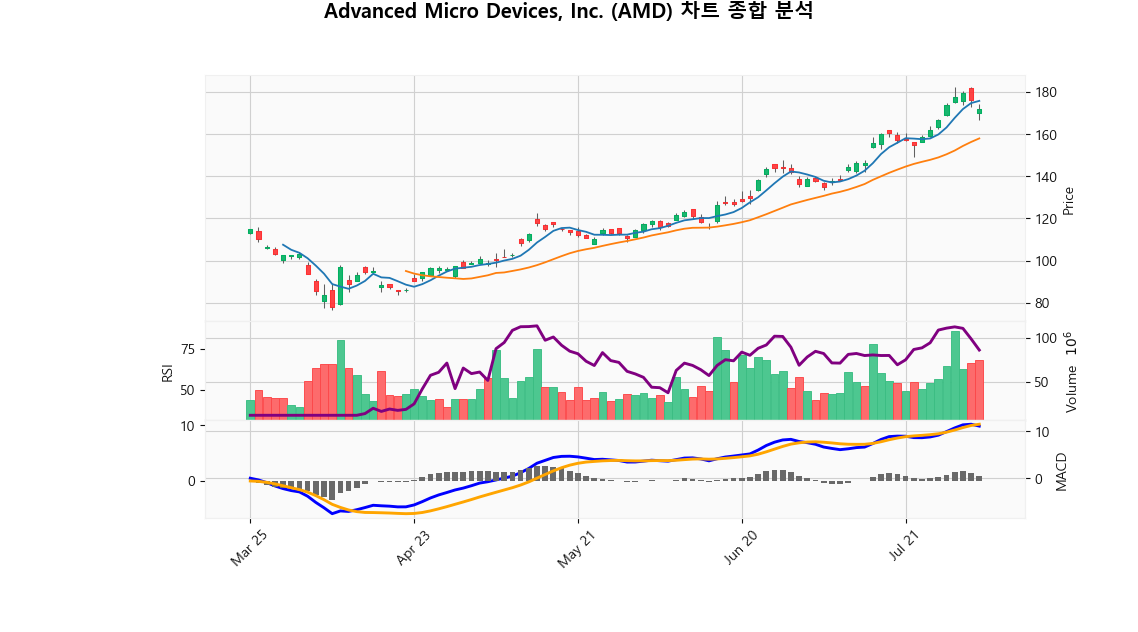 Advanced Micro Devices, Inc. (AMD) 차트 종합 분석
180
160
140
120
100
80
Price
75
50
RSI
100
50
Volume 10^6
10
0
10
0
MACD
Mar 25
Apr 23
May 21
Jun 20
Jul 21